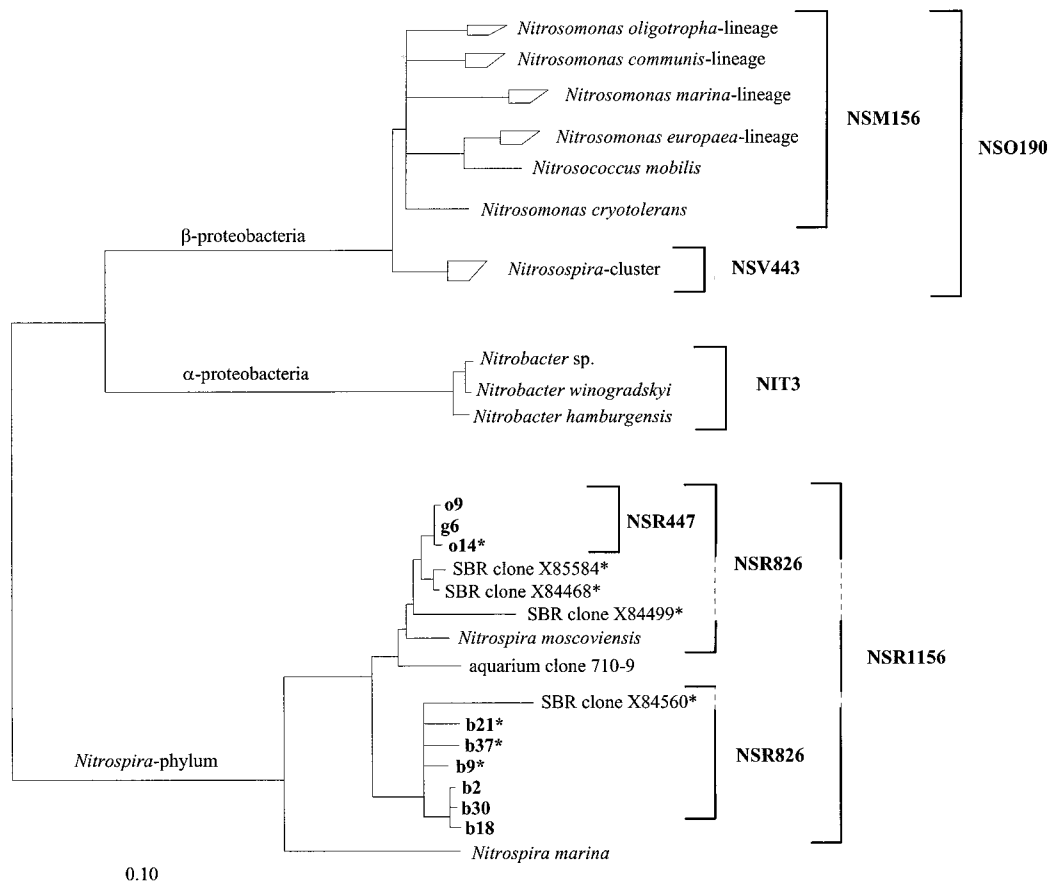 Nitrosomonas oligotropha-lineage
Nitrosomonas communis-lineage
Nitrosomonas marina-lineage
NSM156
Nitrosomonas europaea-lineage
NSO190
Nitrosococcus mobilis
Nitrosomonas cryotolerans
β-proteobacteria
Nitrosospira-cluster
NSV443
Nitrobacter sp.
α-proteobacteria
Nitrobacter winogradskyi
NIT3
Nitrobacter hamburgensis
o9
g6
NSR447
o14*
SBR clone X85584*
NSR826
SBR clone X84468*
SBR clone X84499*
Nitrospira moscoviensis
NSR1156
aquarium clone 710-9
SBR clone X84560*
b21*
b37*
NSR826
Nitrospira-phylum
b9*
b2
b30
b18
Nitrospira marina
0.10